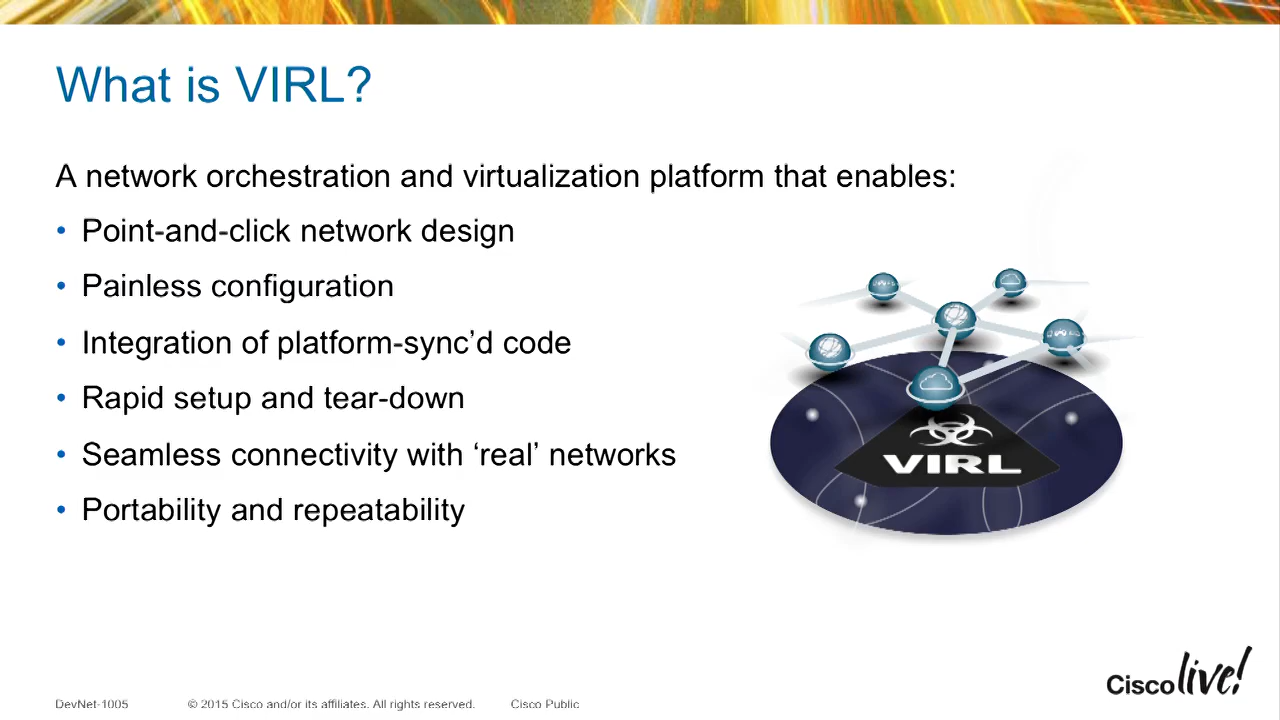 What is VIRL?
A network orchestration and virtualization platform that enables:
• Point-and-click network design
• Painless configuration
• Integration of platform-sync’d code
• Rapid setup and tear-down
• Seamless connectivity with ‘real’ networks
• Portability and repeatability
VIRL
Cisco live!
DevNet-1005 © 2015 Cisco and/or its affiliates. All rights reserved. Cisco Public